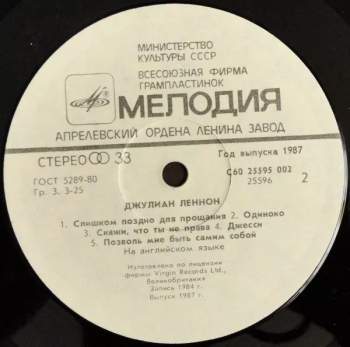 МИНИСТЕРСТВО
КУЛЬТУРЫ СССР
ВСЕСОЮЗНАЯ ФИРМА
ГРАМПЛАСТИНОК
МЕЛОДИЯ
АПРЕЛЕВСКИЙ ОРДЕНА ЛЕНИНА ЗАВОД
СТЕРЕО 33
Год выпуска 1987
ГОСТ 5289-80
Гр. 3. 3-25
С60 25595 002
25596
2
ДЖУЛИАН ЛЕННОН
1. Слишком поздно для прощания 2. Одиноко
3. Скажи, что ты не права 4. Джесси
5. Позволь мне быть самим собой
На английском языке
Изготовлено по лицензии
фирмы Virgin Records Ltd.,
Великобритания
Запись 1984 г.
Выпуск 1987 г.